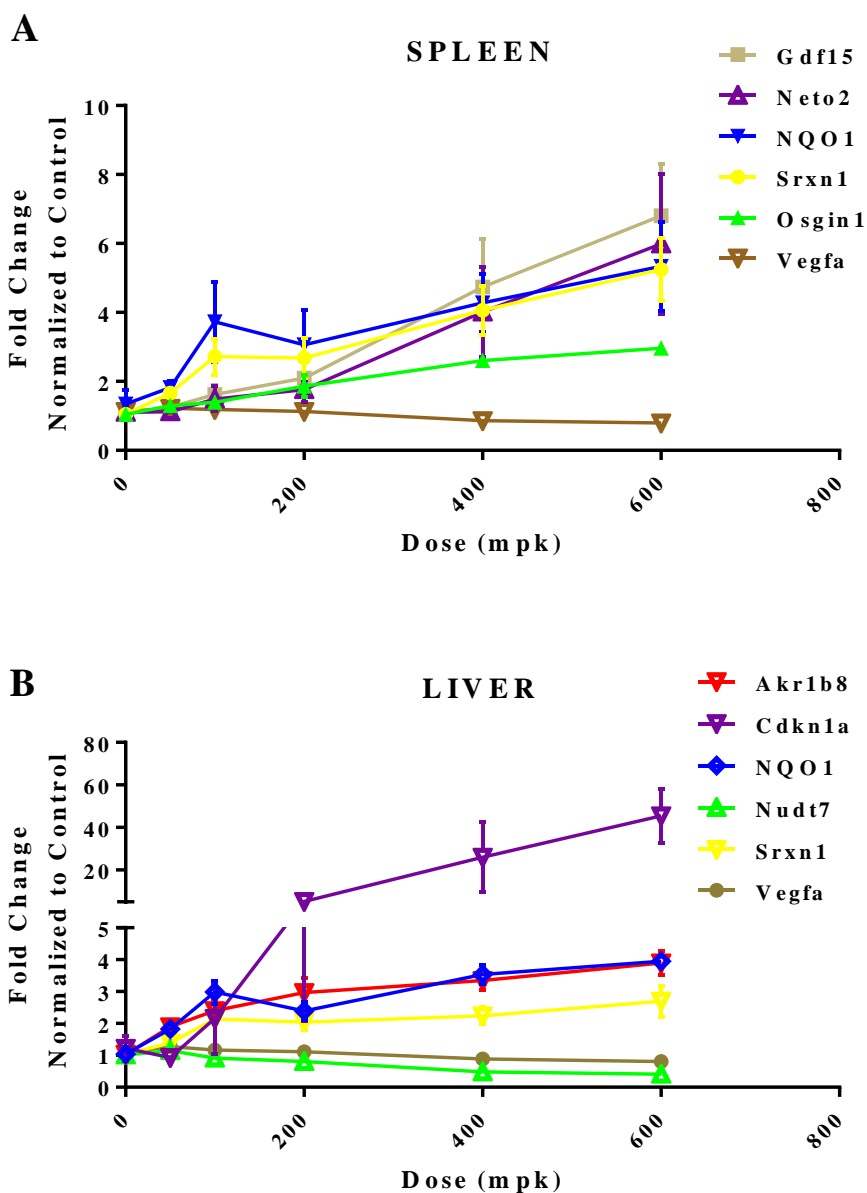 A
SPLEEN
Gdf15
Neto2
NQO1
Srxn1
Osgin1
Vegfa
Fold Change
Normalized to Control
10
8
6
4
2
0
0
200
400
600
800
Dose (mpk)
B
LIVER
Akr1b8
Cdkn1a
NQO1
Nudt7
Srxn1
Vegfa
Fold Change
Normalized to Control
80
60
40
20
5
4
3
2
1
0
0
200
400
600
800
Dose (mpk)